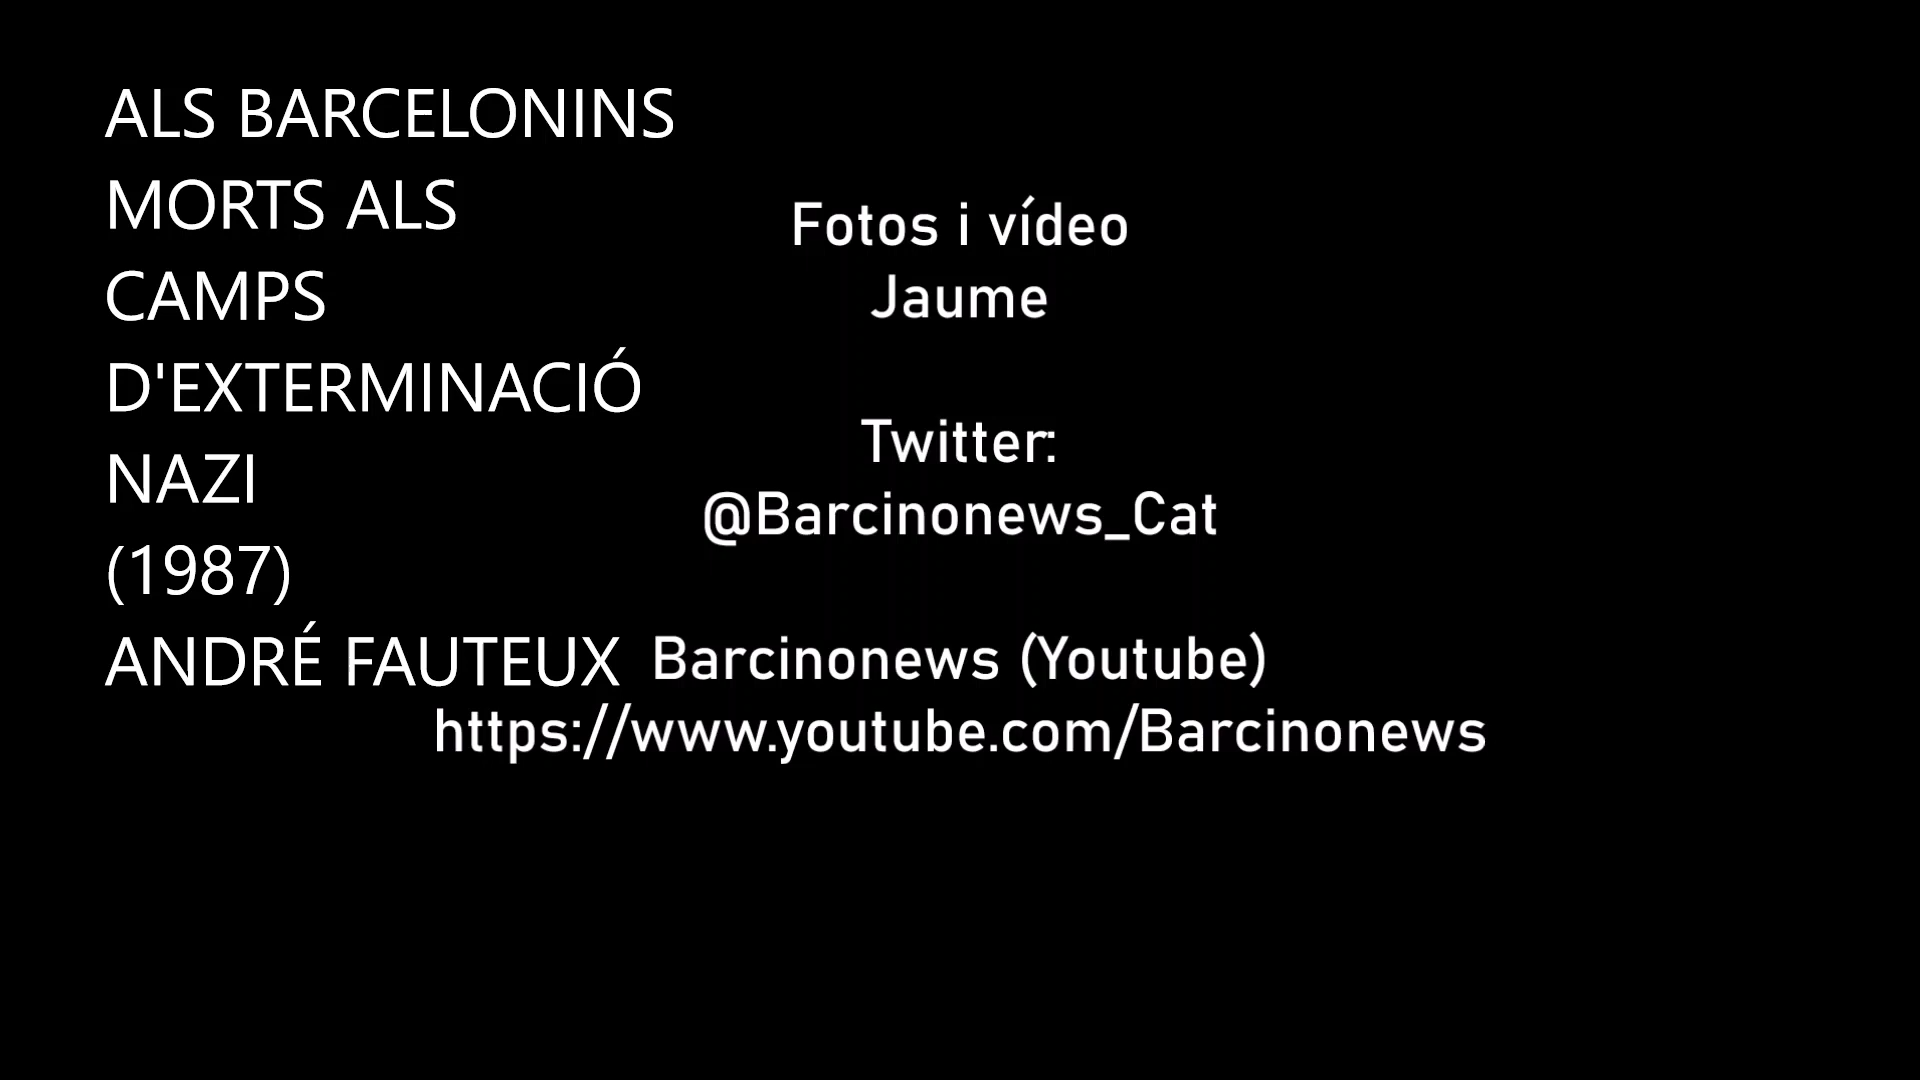 ALS BARCELONINS
MORTS ALS
CAMPS
D'EXTERMINACIÓ
NAZI
(1987)
ANDRÉ FAUTEUX
Fotos i vídeo
Jaume
Twitter:
@Barcinonews_Cat
Barcinonews (Youtube)
https://www.youtube.com/Barcinonews